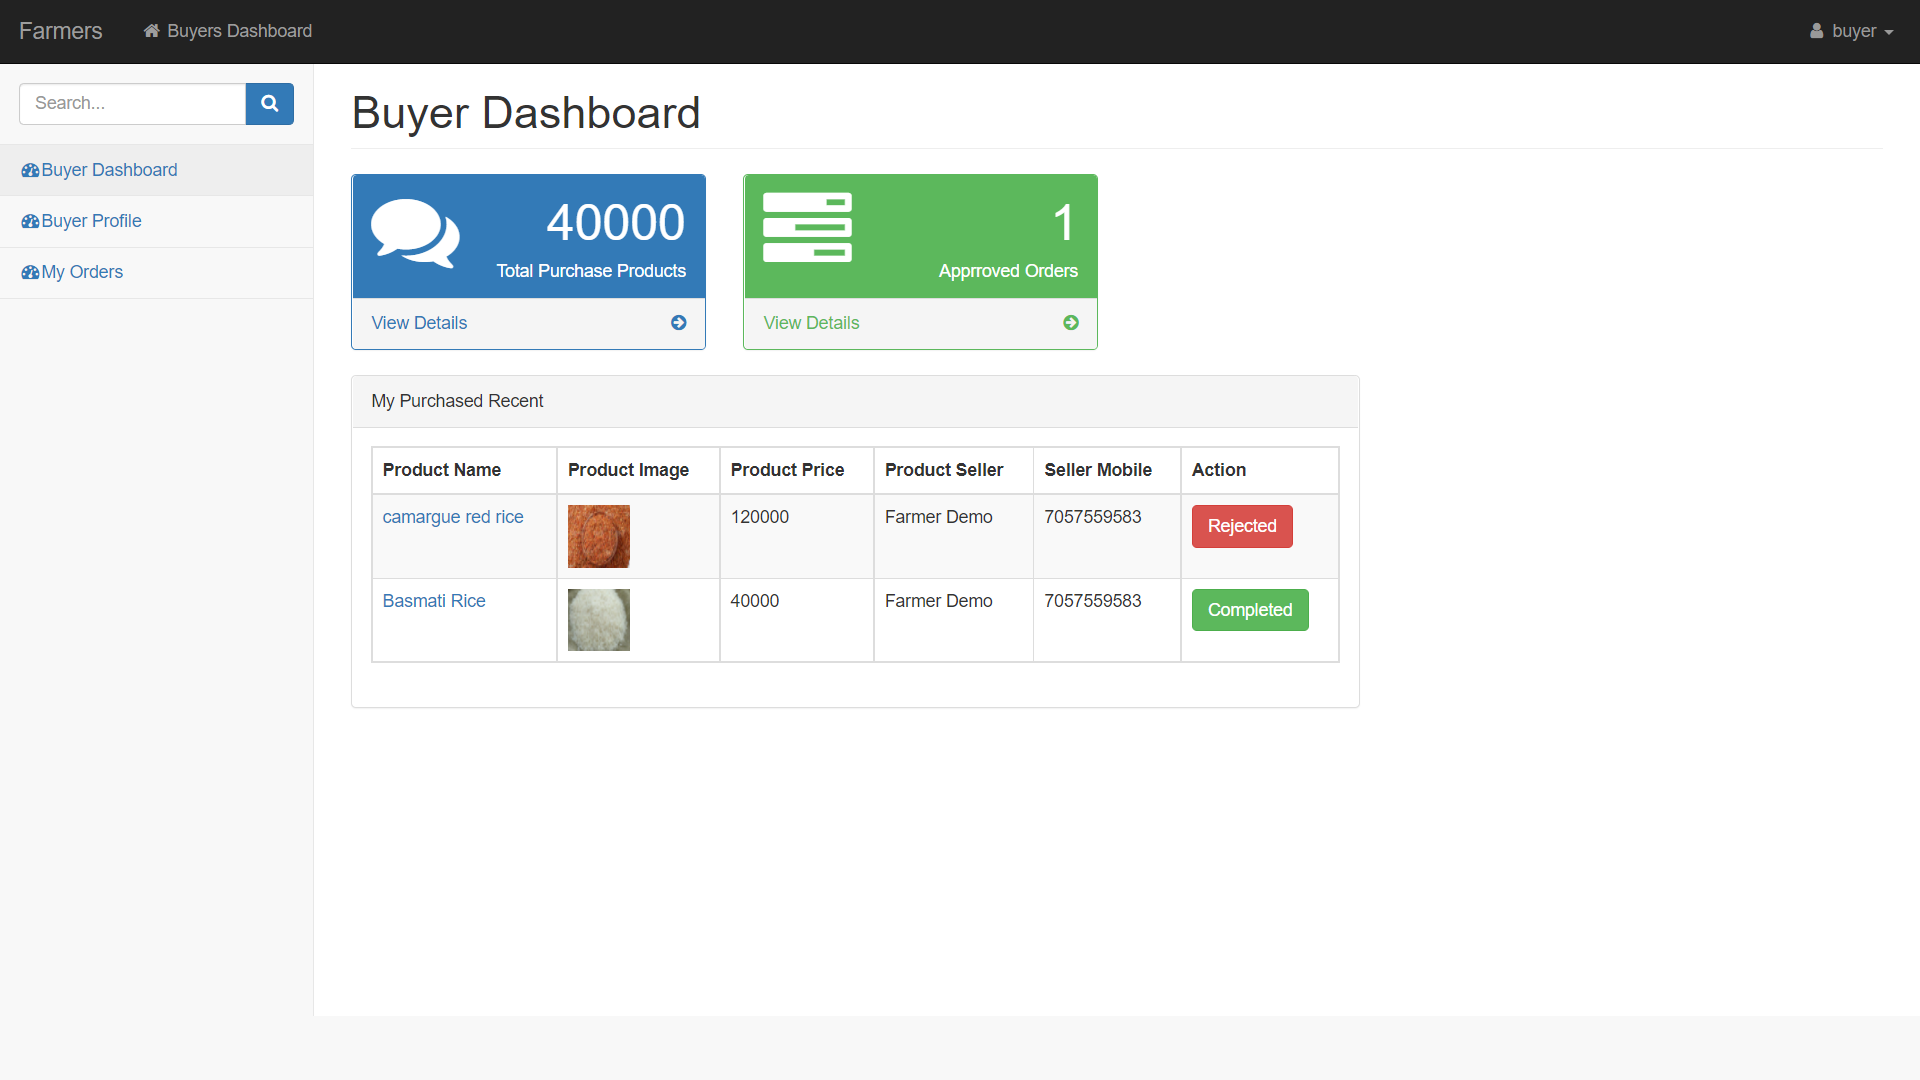 Farmers
Buyers Dashboard
buyer
Search...
Buyer Dashboard
Buyer Profile
My Orders
Buyer Dashboard
40000
Total Purchase Products
View Details
1
Apprroved Orders
View Details
My Purchased Recent
Product Name Product Image Product Price Product Seller Seller Mobile Action
camargue red rice 120000 Farmer Demo 7057559583 Rejected
Basmati Rice 40000 Farmer Demo 7057559583 Completed